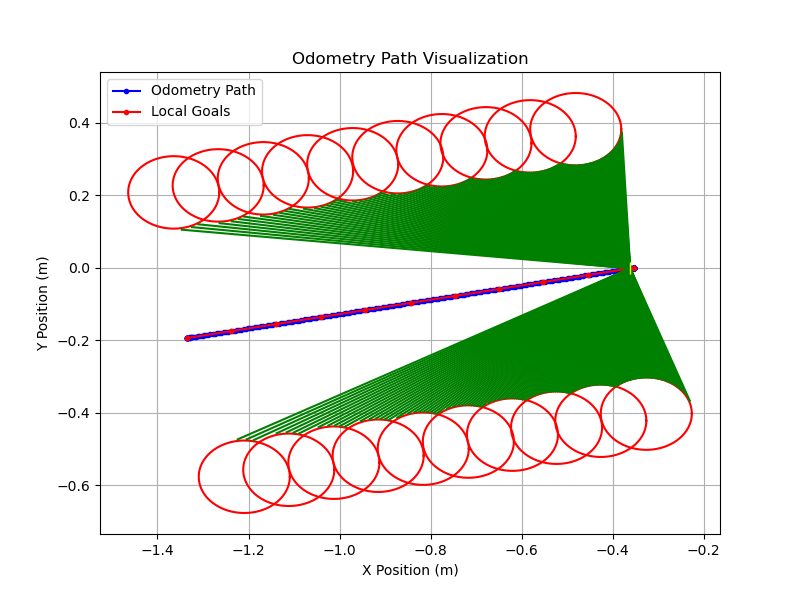 Odometry Path Visualization
Odometry Path
Local Goals
0.4
0.2
0.0
−0.2
−0.4
−0.6
Y Position (m)
−1.4 −1.2 −1.0 −0.8 −0.6 −0.4 −0.2
X Position (m)